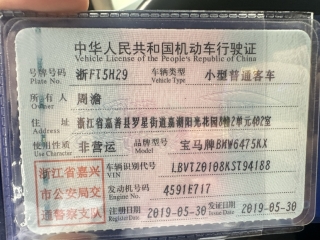 中华人民共和国机动车行驶证
Vehicle License of the People's Republic of China
号牌号码 浙FT5H29 车辆类型 小型普通客车
Plate No. Vehicle Type
所有人 周澹
Owner
住址 浙江省嘉善县罗星街道嘉湖阳光花园8幢2单元402室
Address
使用性质 非营运 品牌型号 宝马牌BMW6475KX
Use Character Model
浙江省嘉兴市公安局交通警察支队
车辆识别代号 LBVTZ0108KST94188
VIN
发动机号码 4591E717
Engine No.
注册日期 2019-05-30 发证日期 2019-05-30
Register Date Issue Date